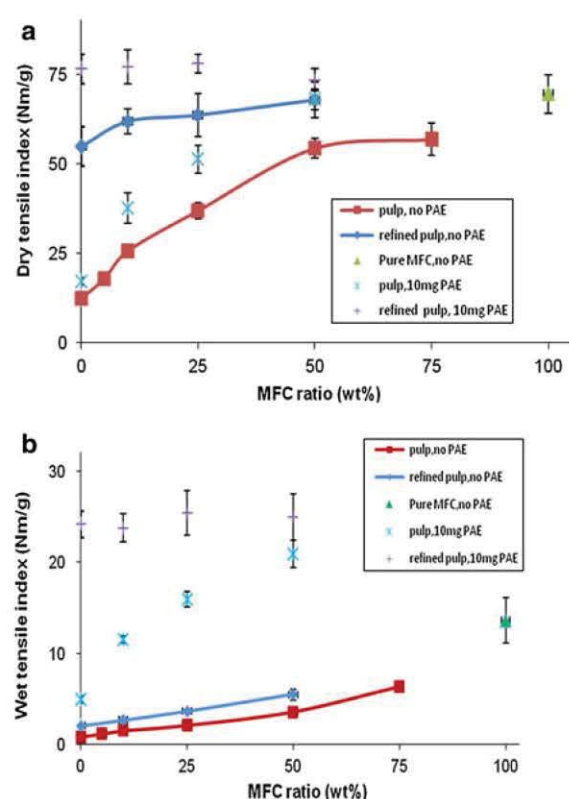 a
Dry tensile index (Nm/g)
100
75
50
25
0
pulp, no PAE
refined pulp,no PAE
Pure MFC,no PAE
pulp,10mg PAE
refined pulp, 10mg PAE
0 25 50 75 100
MFC ratio (wt%)
b
Wet tensile index (Nm/g)
30
20
10
0
pulp,no PAE
refined pulp,no PAE
Pure MFC,no PAE
pulp,10mg PAE
refined pulp,10mg PAE
0 25 50 75 100
MFC ratio (wt%)